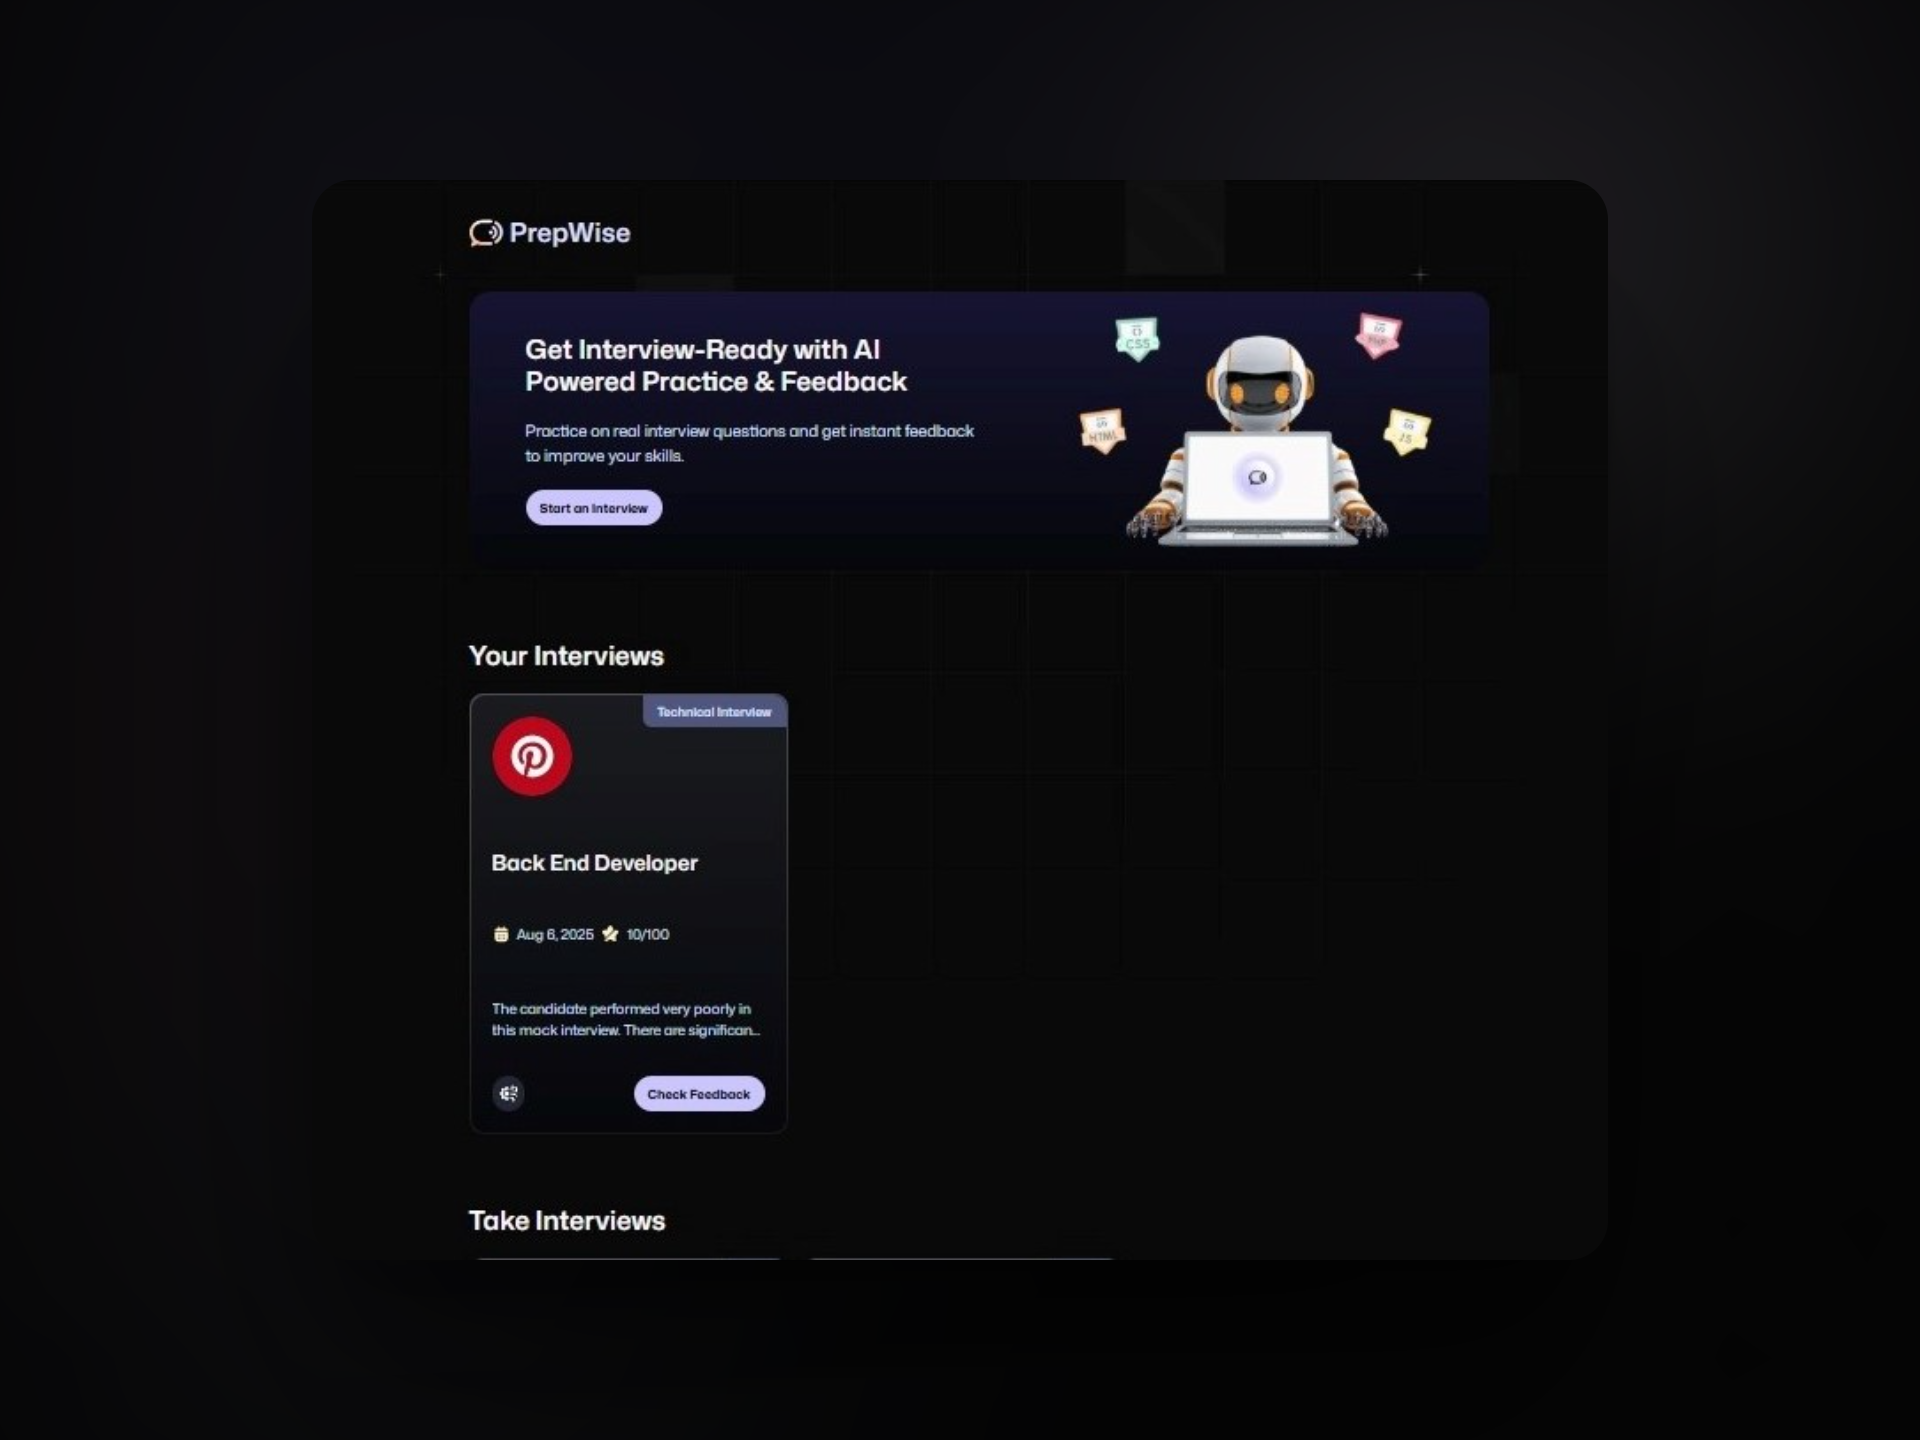 PrepWise
Get Interview-Ready with AI
Powered Practice & Feedback
Practice on real interview questions and get instant feedback
to improve your skills.
Start an Interview
CSS
PHP
HTML
JS
Your Interviews
Technical Interview
Back End Developer
Aug 6, 2025 10/100
The candidate performed very poorly in
this mock interview. There are significan...
Check Feedback
Take Interviews